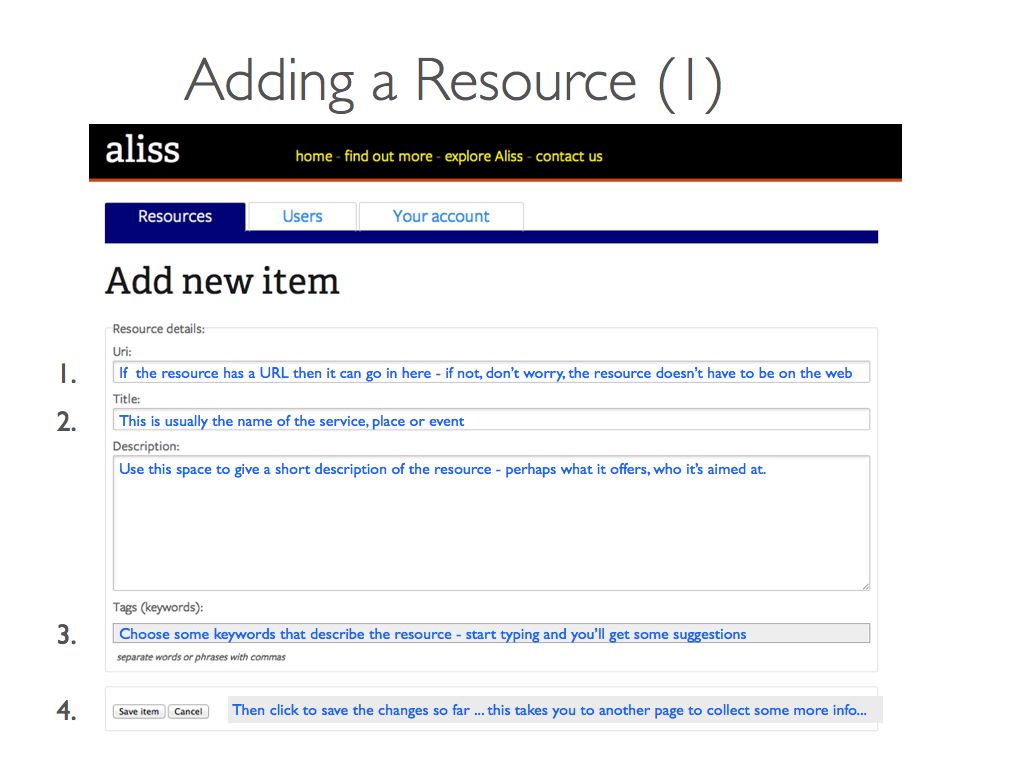 Adding a Resource (1)
aliss
home - find out more - explore Aliss - contact us
Resources Users Your account
Add new item
Resource details:
Uri:
1. If the resource has a URL then it can go in here - if not, don't worry, the resource doesn't have to be on the web
Title:
2. This is usually the name of the service, place or event
Description:
Use this space to give a short description of the resource - perhaps what it offers, who it's aimed at.
Tags (keywords):
3. Choose some keywords that describe the resource - start typing and you'll get some suggestions
separate words or phrases with commas
4. Save item Cancel Then click to save the changes so far ... this takes you to another page to collect some more info...